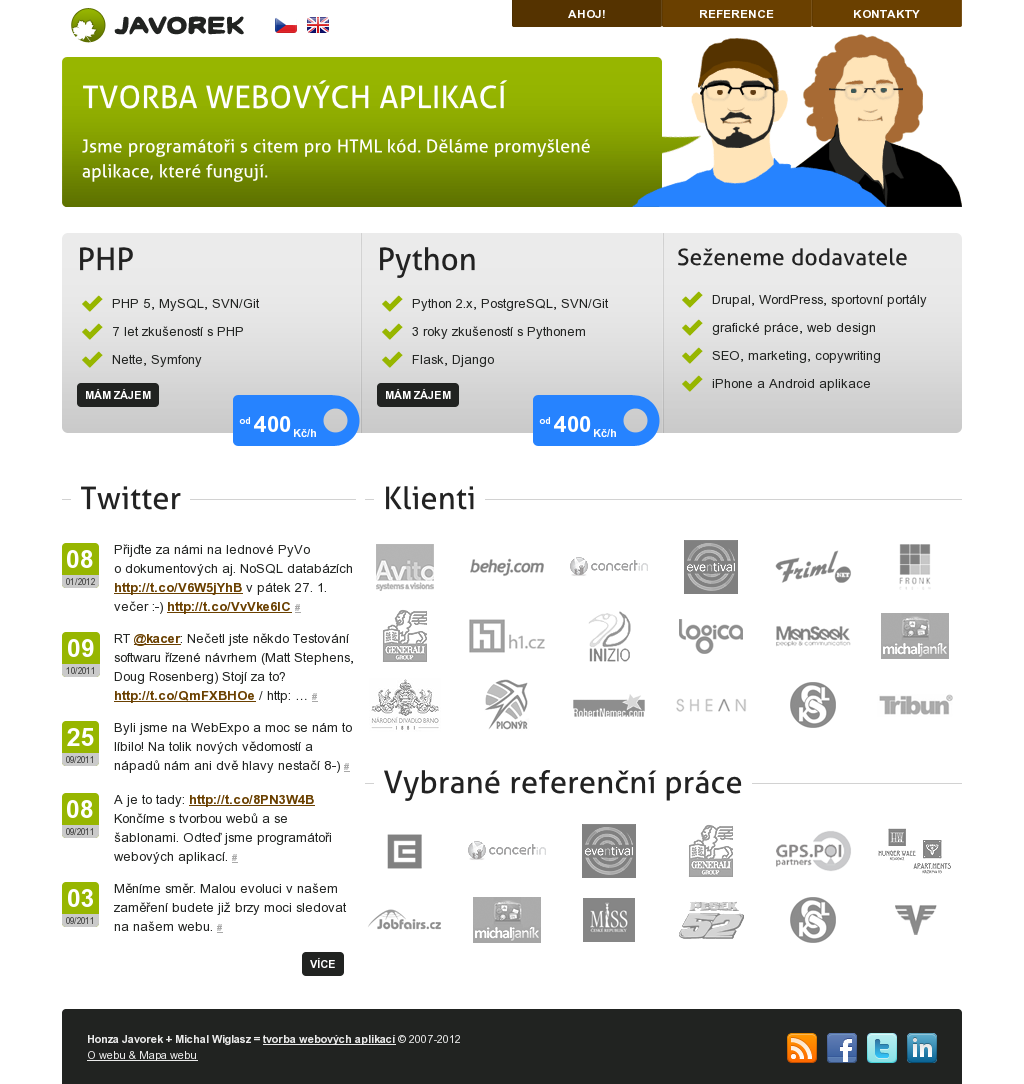 JAVOREK
AHOJ!
REFERENCE
KONTAKTY
TVORBA WEBOVÝCH APLIKACÍ
Jsme programátoři s citem pro HTML kód. Děláme promyšlené
aplikace, které fungují.
PHP
PHP 5, MySQL, SVN/Git
7 let zkušeností s PHP
Nette, Symfony
MÁM ZÁJEM
od 400 Kč/h
Python
Python 2.x, PostgreSQL, SVN/Git
3 roky zkušeností s Pythonem
Flask, Django
MÁM ZÁJEM
od 400 Kč/h
Seženeme dodavatele
Drupal, WordPress, sportovní portály
grafické práce, web design
SEO, marketing, copywriting
iPhone a Android aplikace
Twitter
08
01/2012
Přijďte za námi na lednové PyVo
o dokumentových aj. NoSQL databázích
http://t.co/V6W5jYhB v pátek 27. 1.
večer :-) http://t.co/VvVke6lC #
09
10/2011
RT @kacer: Nečetl jste někdo Testování
softwaru řízené návrhem (Matt Stephens,
Doug Rosenberg) Stojí za to?
http://t.co/QmFXBHOe / http: … #
25
09/2011
Byli jsme na WebExpo a moc se nám to
líbilo! Na tolik nových vědomostí a
nápadů nám ani dvě hlavy nestačí 8-) #
08
09/2011
A je to tady: http://t.co/8PN3W4B
Končíme s tvorbou webů a se
šablonami. Odteď jsme programátoři
webových aplikací. #
03
09/2011
Měníme směr. Malou evoluci v našem
zaměření budete již brzy moci sledovat
na našem webu. #
VÍCE
Klienti
Avito
systems & visions
behej.com
concertin
eventival
Friml
NET
FRONK
GENERALI
GROUP
h1.cz
INIZIO
logica
MonSeek
people & communication
michaljaník
NÁRODNÍ DIVADLO BRNO
PIONÝR
RobertNemec.com
SHEAN
SKSL
Tribun
Vybrané referenční práce
concertin
eventival
GENERALI
GROUP
GPS.POI
partners
HUNGER WALL
RESIDENCE
APARTMENTS
Jobfairs.cz
michaljaník
MISS
ČESKÉ REPUBLIKY
52
Honza Javorek + Michal Wiglasz = tvorba webových aplikací © 2007-2012
O webu & Mapa webu